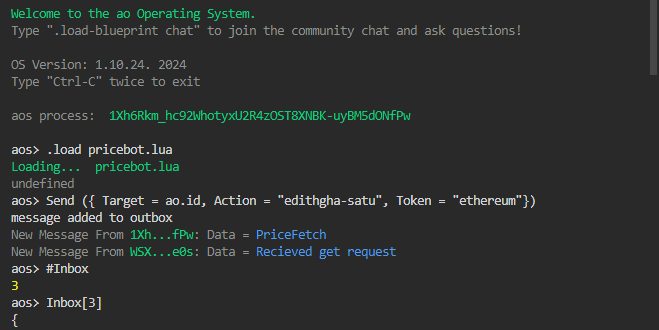 Welcome to the ao Operating System.
Type ".load-blueprint chat" to join the community chat and ask questions!
OS Version: 1.10.24. 2024
Type "Ctrl-C" twice to exit
aos process:  1Xh6Rkm_hc92WhotyxU2R4zOST8XNBK-uyBM5dONfPw
aos> .load pricebot.lua
Loading...  pricebot.lua
undefined
aos> Send ({ Target = ao.id, Action = "edithgha-satu", Token = "ethereum"})
message added to outbox
New Message From 1Xh...fPw: Data = PriceFetch
New Message From WSX...e0s: Data = Recieved get request
aos> #Inbox
3
aos> Inbox[3]
{